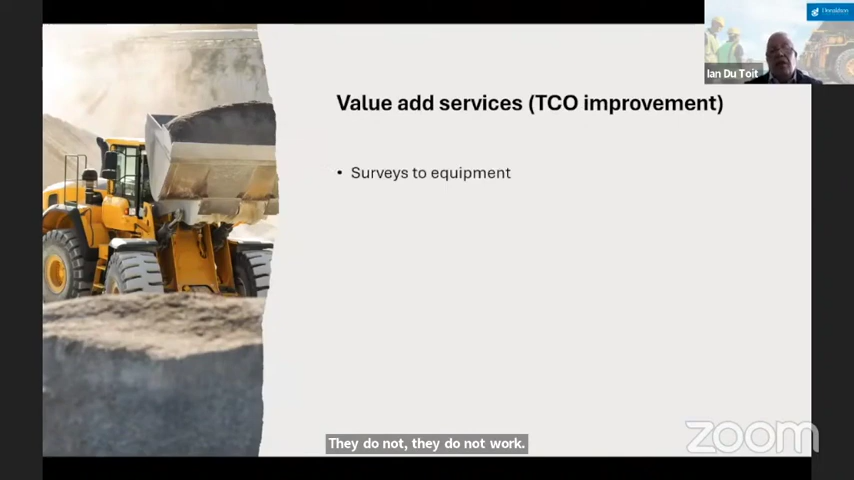 Donaldson
Ian Du Toit
Value add services (TCO improvement)
• Surveys to equipment
They do not, they do not work.
zoom